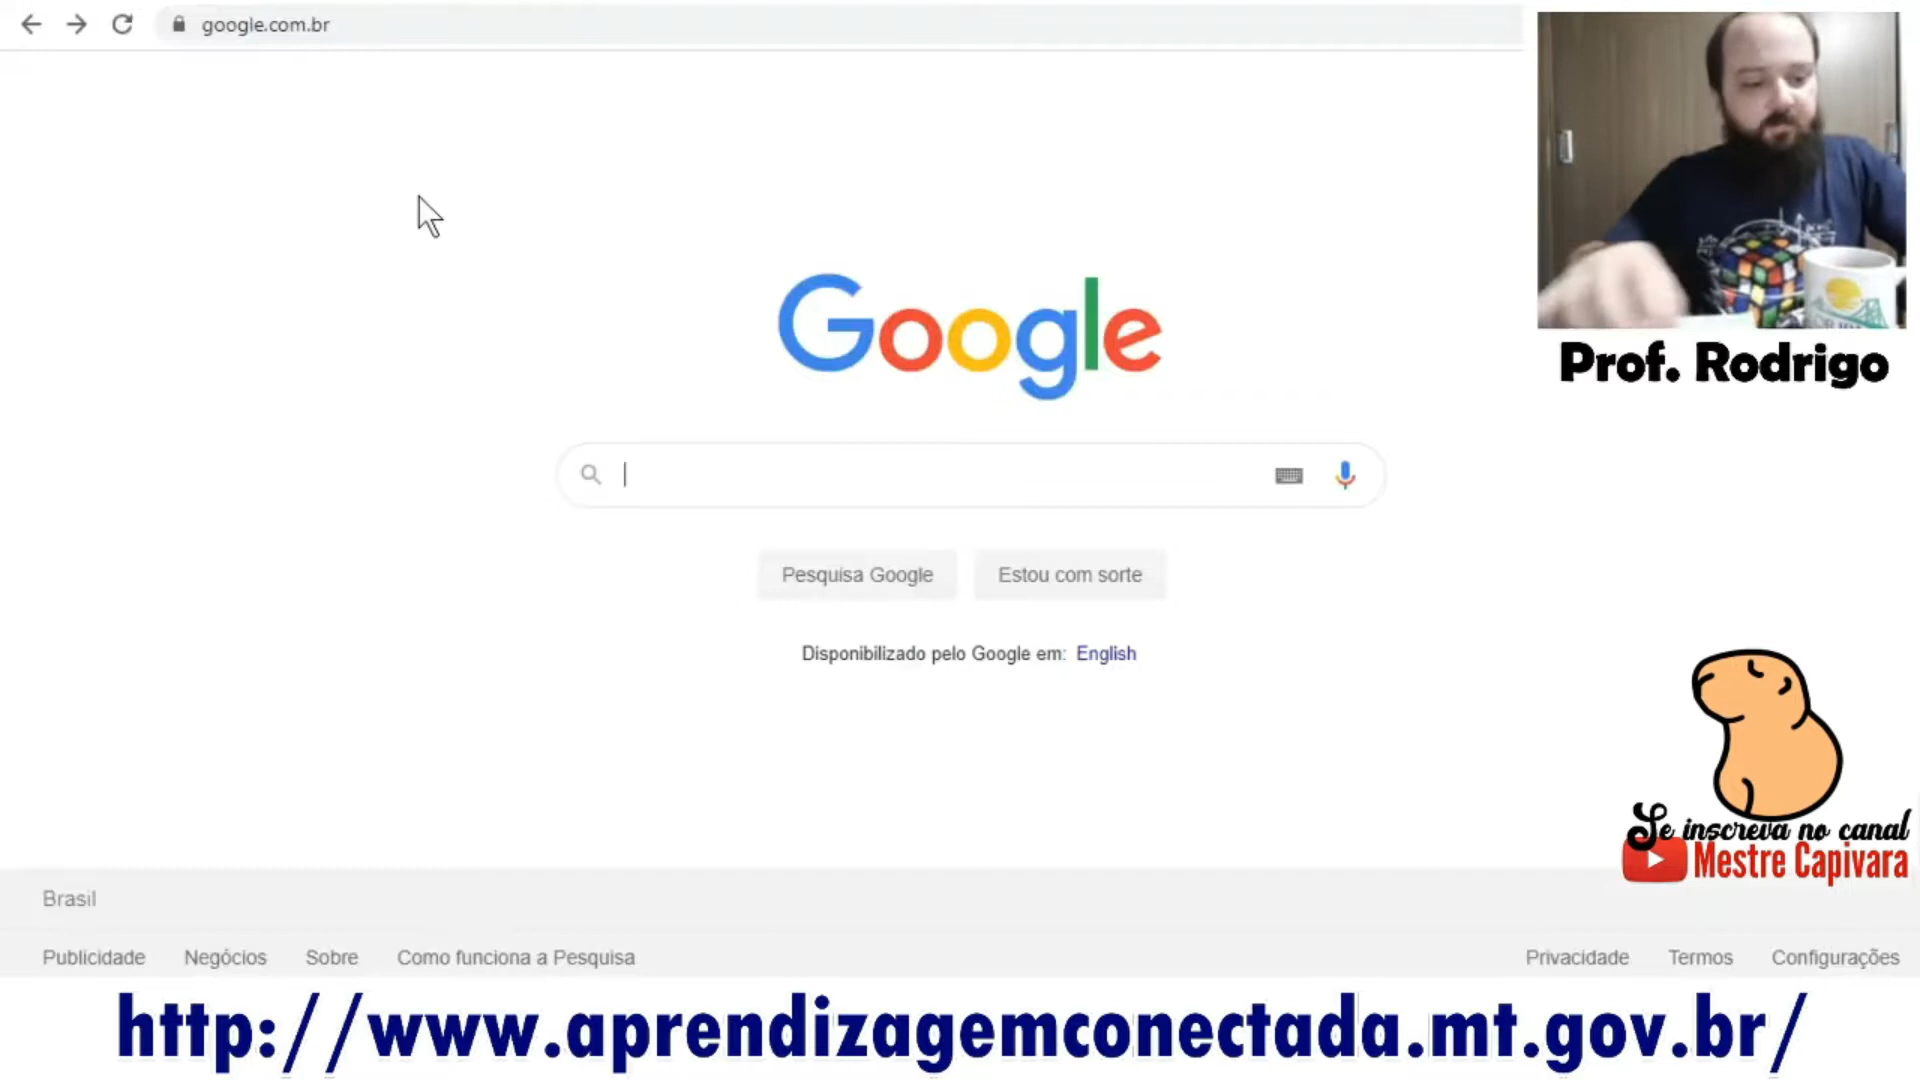 google.com.br
Prof. Rodrigo
Google
Pesquisa Google
Estou com sorte
Disponibilizado pelo Google em: English
Se inscreva no canal
Mestre Capivara
Brasil
Publicidade Negócios Sobre Como funciona a Pesquisa Privacidade Termos Configurações
http://www.aprendizagemconectada.mt.gov.br/